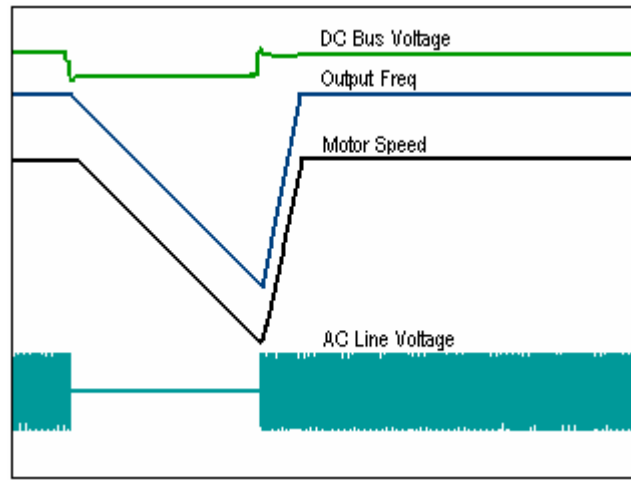 DC Bus Voltage
Output Freq
Motor Speed
AC Line Voltage